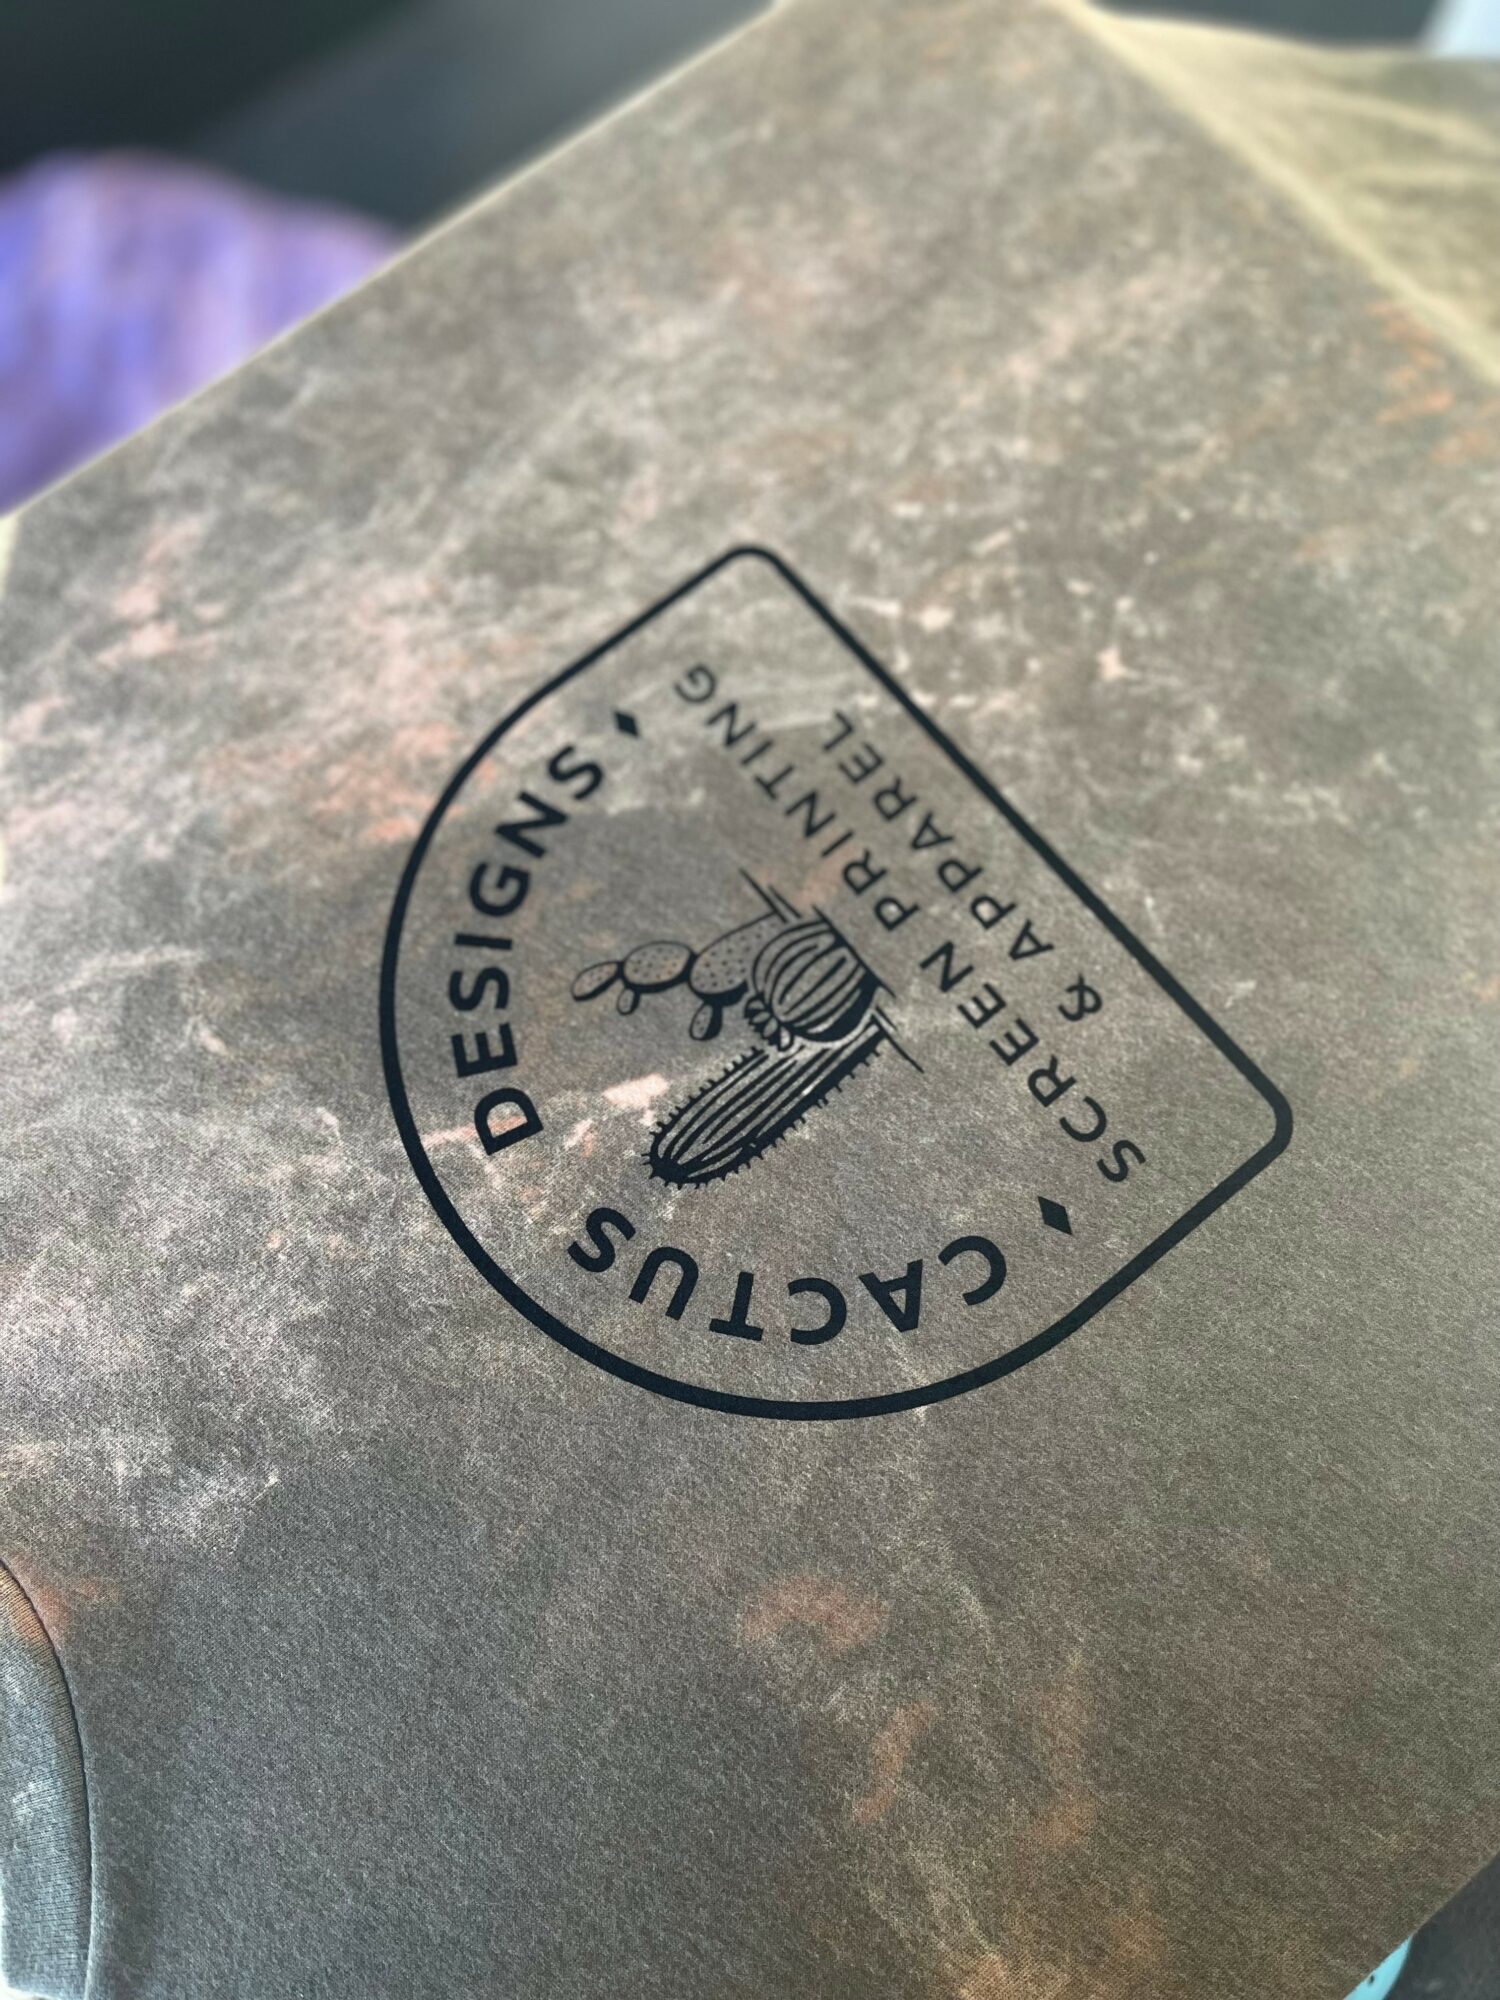 CACTUS DESIGNS
SCREEN PRINTING
& APPAREL